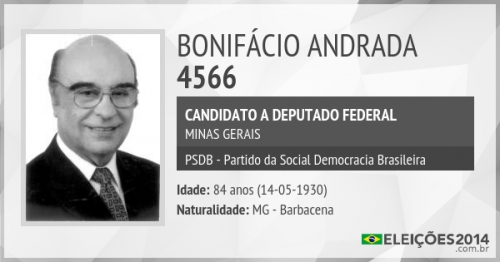 BONIFÁCIO ANDRADA
4566
CANDIDATO A DEPUTADO FEDERAL
MINAS GERAIS
PSDB - Partido da Social Democracia Brasileira
Idade: 84 anos (14-05-1930)
Naturalidade: MG - Barbacena
ELEIÇÕES2014
.com.br